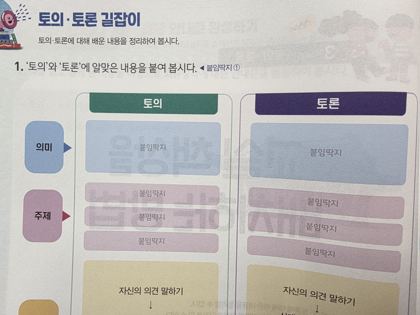 토의·토론 길잡이
토의·토론에 대해 배운 내용을 정리하여 봅시다.
1. '토의'와 '토론'에 알맞은 내용을 붙여 봅시다. ◀ 붙임딱지 ①
토의
토론
의미
붙임딱지
붙임딱지
주제
붙임딱지
붙임딱지
붙임딱지
붙임딱지
붙임딱지
붙임딱지
자신의 의견 말하기
↓
자신의 의견 말하기
↓